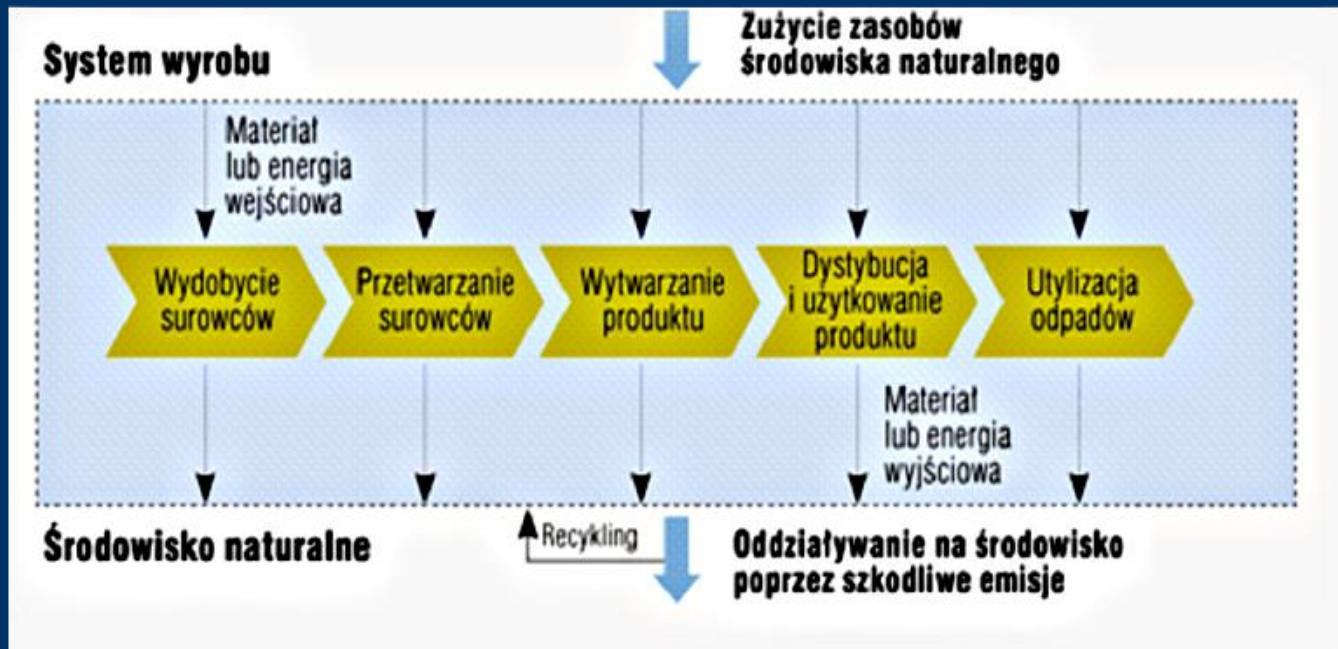 Zużycie zasobów
środowiska naturalnego
System wyrobu
Materiał
lub energia
wejściowa
Wydobycie
surowców
Przetwarzanie
surowców
Wytwarzanie
produktu
Dystybucja
i użytkowanie
produktu
Utylizacja
odpadów
Materiał
lub energia
wyjściowa
Środowisko naturalne
Recykling
Oddziaływanie na środowisko
poprzez szkodliwe emisje